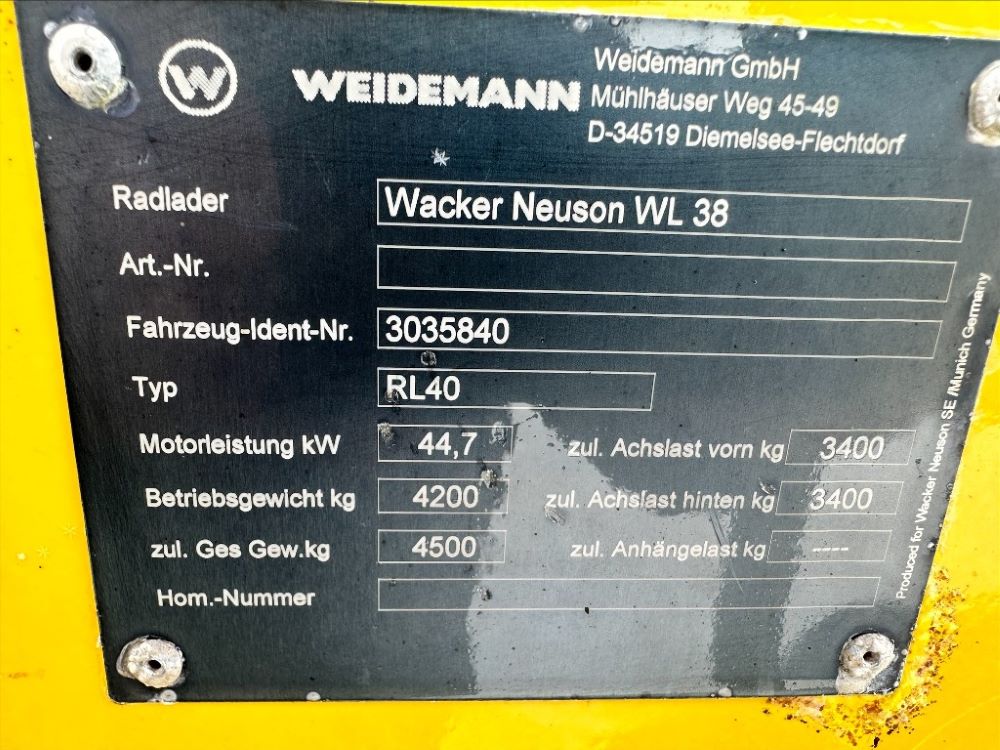 W WEIDEMANN
Weidemann GmbH
Mühlhäuser Weg 45-49
D-34519 Diemelsee-Flechtdorf
Radlader Wacker Neuson WL 38
Art.-Nr.
Fahrzeug-Ident-Nr. 3035840
Typ RL40
Motorleistung kW 44,7 zul. Achslast vorn kg 3400
Betriebsgewicht kg 4200 zul. Achslast hinten kg 3400
zul. Ges Gew.kg 4500 zul. Anhängelast kg ----
Hom.-Nummer
Produced for Wacker Neuson SE /Munich Germany